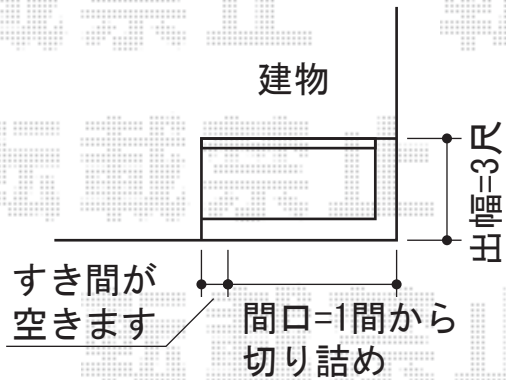 建物
出幅=3尺
すき間が
空きます
間口=1間から
切り詰め